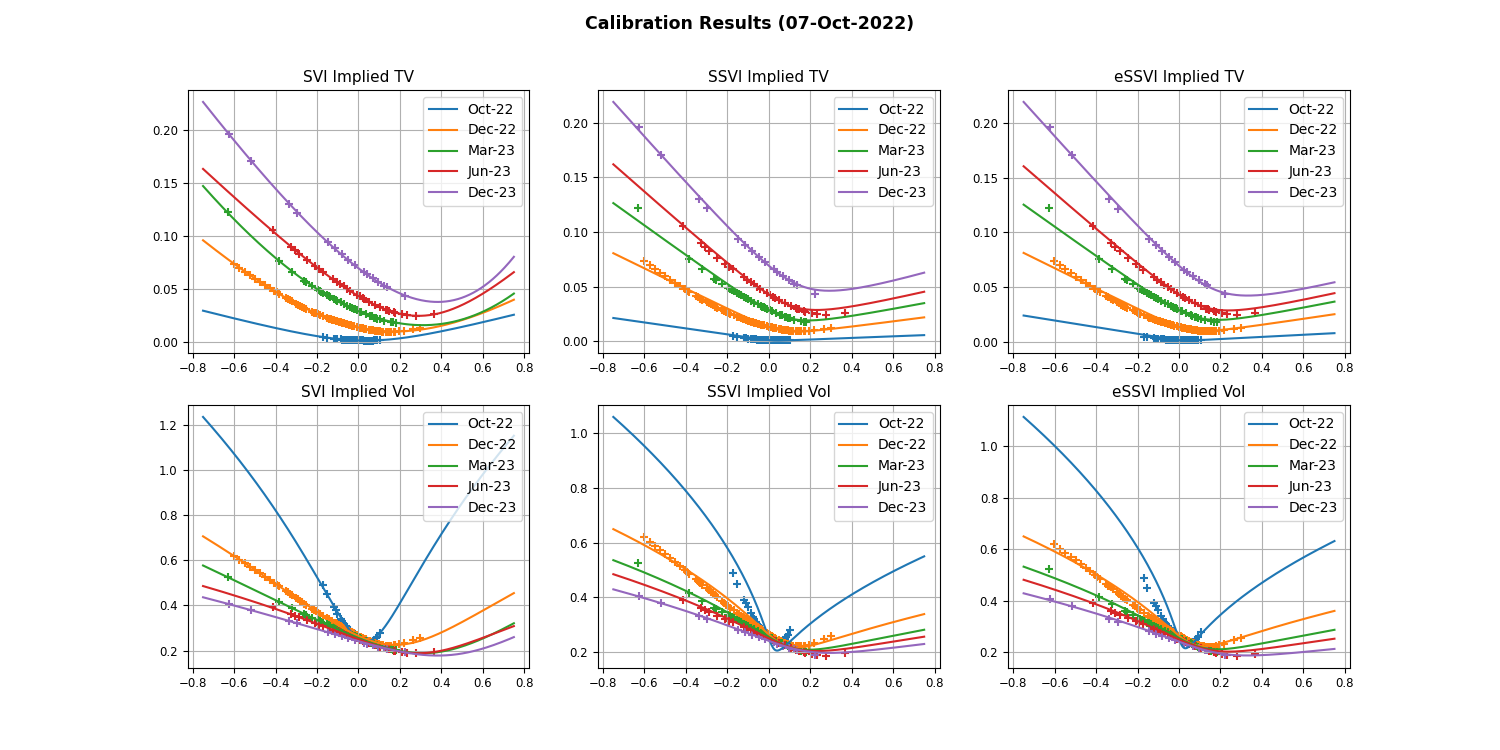 Calibration Results (07-Oct-2022)
SVI Implied TV
0.20
0.15
0.10
0.05
0.00
Oct-22
Dec-22
Mar-23
Jun-23
Dec-23
−0.8 −0.6 −0.4 −0.2 0.0 0.2 0.4 0.6 0.8
SSVI Implied TV
0.20
0.15
0.10
0.05
0.00
Oct-22
Dec-22
Mar-23
Jun-23
Dec-23
−0.8 −0.6 −0.4 −0.2 0.0 0.2 0.4 0.6 0.8
eSSVI Implied TV
0.20
0.15
0.10
0.05
0.00
Oct-22
Dec-22
Mar-23
Jun-23
Dec-23
−0.8 −0.6 −0.4 −0.2 0.0 0.2 0.4 0.6 0.8
SVI Implied Vol
1.2
1.0
0.8
0.6
0.4
0.2
Oct-22
Dec-22
Mar-23
Jun-23
Dec-23
−0.8 −0.6 −0.4 −0.2 0.0 0.2 0.4 0.6 0.8
SSVI Implied Vol
1.0
0.8
0.6
0.4
0.2
Oct-22
Dec-22
Mar-23
Jun-23
Dec-23
−0.8 −0.6 −0.4 −0.2 0.0 0.2 0.4 0.6 0.8
eSSVI Implied Vol
1.0
0.8
0.6
0.4
0.2
Oct-22
Dec-22
Mar-23
Jun-23
Dec-23
−0.8 −0.6 −0.4 −0.2 0.0 0.2 0.4 0.6 0.8